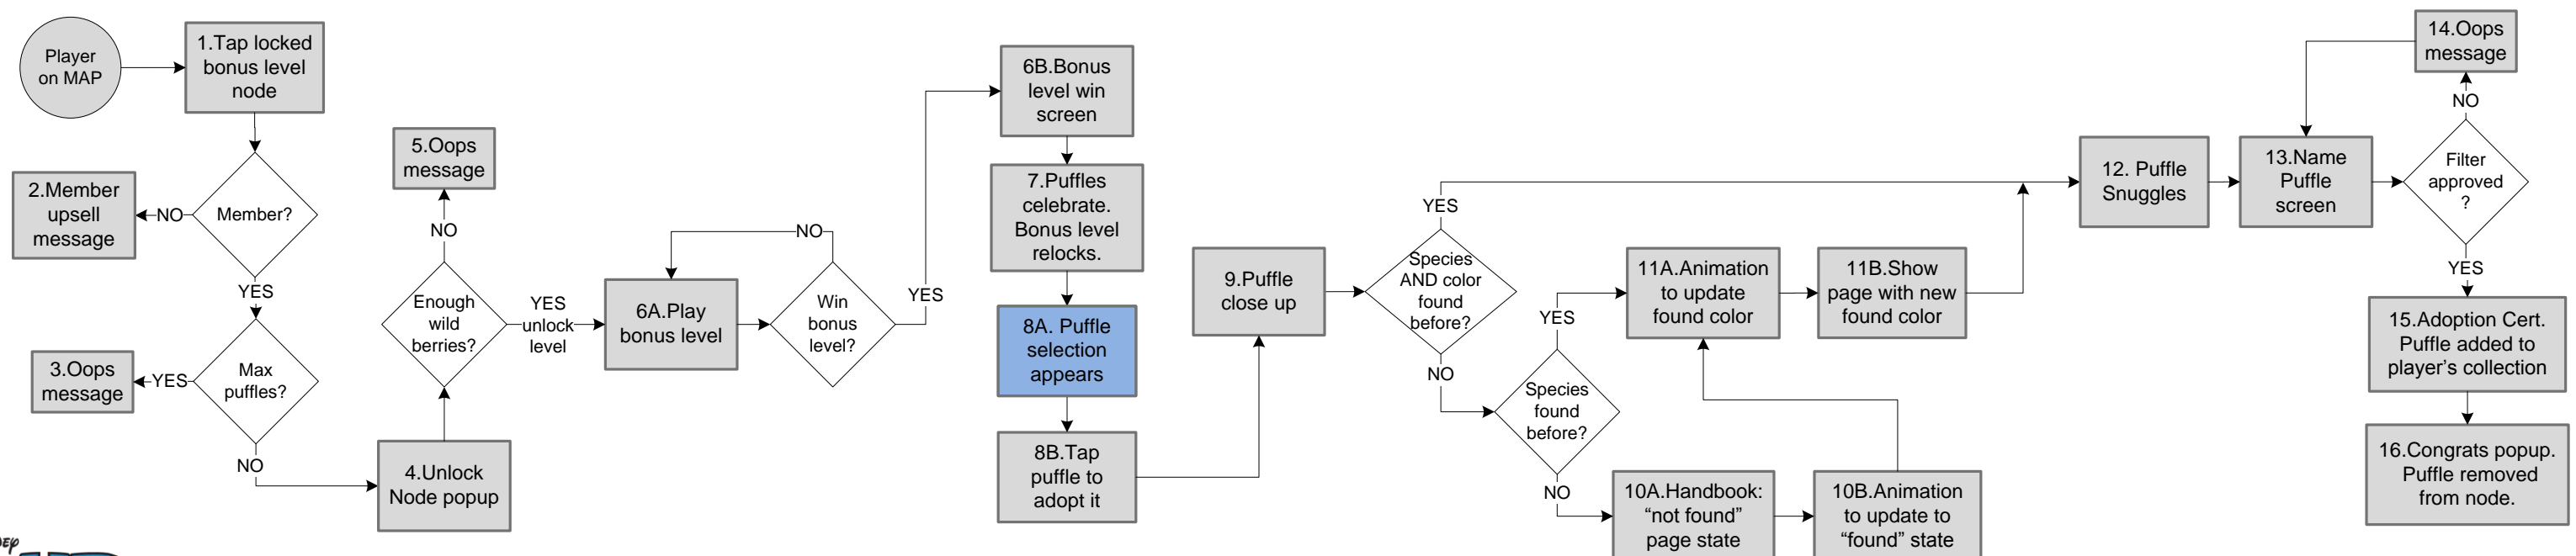 Player
on MAP
1.Tap locked
bonus level
node
Member?
NO
2.Member
upsell
message
YES
Max
puffles?
YES
3.Oops
message
NO
4.Unlock
Node popup
Enough
wild
berries?
NO
5.Oops
message
YES
unlock
level
6A.Play
bonus level
Win
bonus
level?
NO
YES
6B.Bonus
level win
screen
7.Puffles
celebrate.
Bonus level
relocks.
8A. Puffle
selection
appears
8B.Tap
puffle to
adopt it
9.Puffle
close up
Species
AND color
found
before?
YES
NO
Species
found
before?
YES
NO
10A.Handbook:
“not found”
page state
10B.Animation
to update to
“found” state
11A.Animation
to update
found color
11B.Show
page with new
found color
12. Puffle
Snuggles
13.Name
Puffle
screen
Filter
approved
?
NO
14.Oops
message
YES
15.Adoption Cert.
Puffle added to
player’s collection
16.Congrats popup.
Puffle removed
from node.